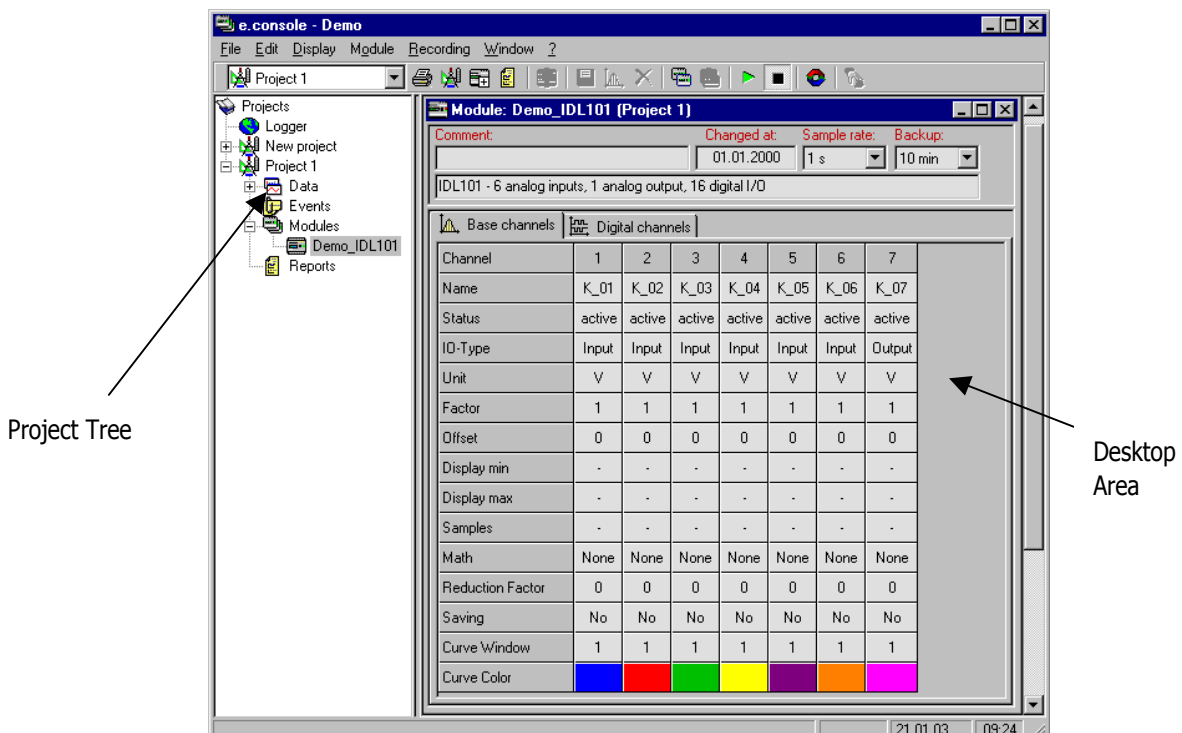 e.console - Demo
File Edit Display Module Recording Window ?
Project 1
Projects
Logger
New project
Project 1
Data
Events
Modules
Demo_IDL101
Reports
Module: Demo_IDL101 (Project 1)
Comment: Changed at: Sample rate: Backup:
01.01.2000 1 s 10 min
IDL101 - 6 analog inputs, 1 analog output, 16 digital I/O
Base channels Digital channels
Channel 1 2 3 4 5 6 7
Name K_01 K_02 K_03 K_04 K_05 K_06 K_07
Status active active active active active active active
IO-Type Input Input Input Input Input Input Output
Unit V V V V V V V
Factor 1 1 1 1 1 1 1
Offset 0 0 0 0 0 0 0
Display min - - - - - - -
Display max - - - - - - -
Samples - - - - - - -
Math None None None None None None None
Reduction Factor 0 0 0 0 0 0 0
Saving No No No No No No No
Curve Window 1 1 1 1 1 1 1
Curve Color
21.01.03 09:24
Project Tree
Desktop
Area